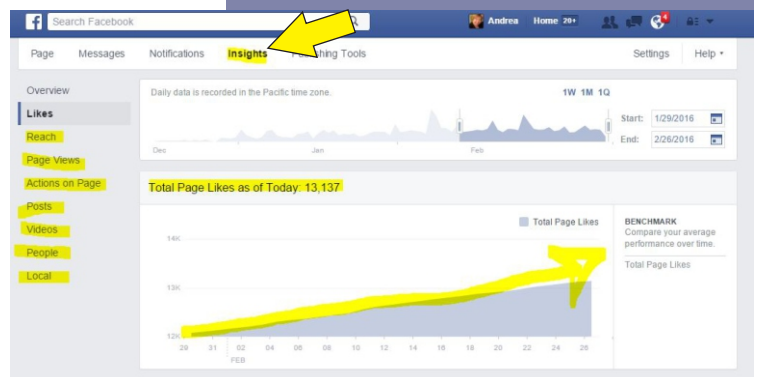 f Search Facebook Andrea Home 20+ 4
Page Messages Notifications Insights Publishing Tools Settings Help
Overview
Likes
Reach
Page Views
Actions on Page
Posts
Videos
People
Local
Daily data is recorded in the Pacific time zone. 1W 1M 1Q
Dec Jan Feb
Start: 1/29/2016
End: 2/26/2016
Total Page Likes as of Today: 13,137
Total Page Likes
14K
13K
12K
29 31 02 04 06 08 10 12 14 16 18 20 22 24 26
FEB
BENCHMARK
Compare your average
performance over time.
Total Page Likes